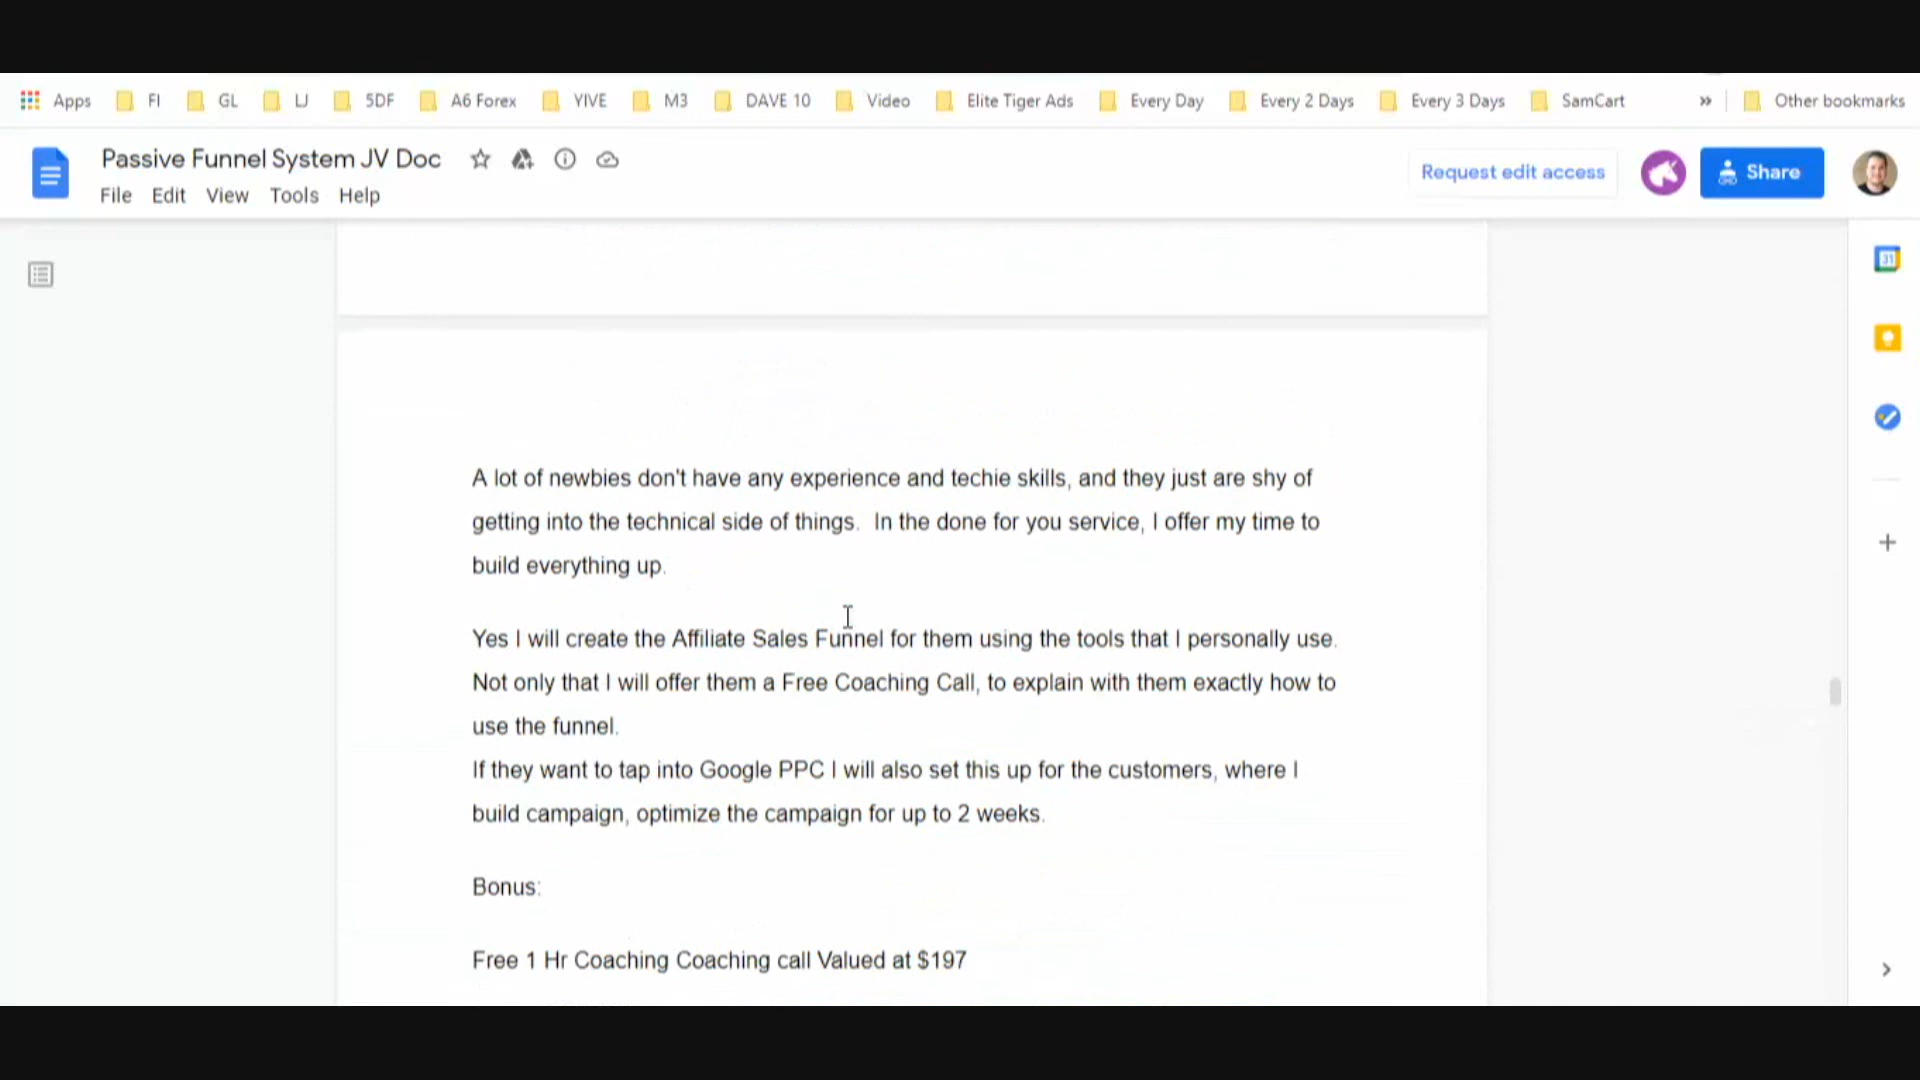 Apps FI GL LJ 5DF A6 Forex YIVE M3 DAVE 10 Video Elite Tiger Ads Every Day Every 2 Days Every 3 Days SamCart » Other bookmarks
Passive Funnel System JV Doc
File Edit View Tools Help
Request edit access
Share
31
A lot of newbies don't have any experience and techie skills, and they just are shy of
getting into the technical side of things.  In the done for you service, I offer my time to
build everything up.
Yes I will create the Affiliate Sales Funnel for them using the tools that I personally use.
Not only that I will offer them a Free Coaching Call, to explain with them exactly how to
use the funnel.
If they want to tap into Google PPC I will also set this up for the customers, where I
build campaign, optimize the campaign for up to 2 weeks.
Bonus:
Free 1 Hr Coaching Coaching call Valued at $197